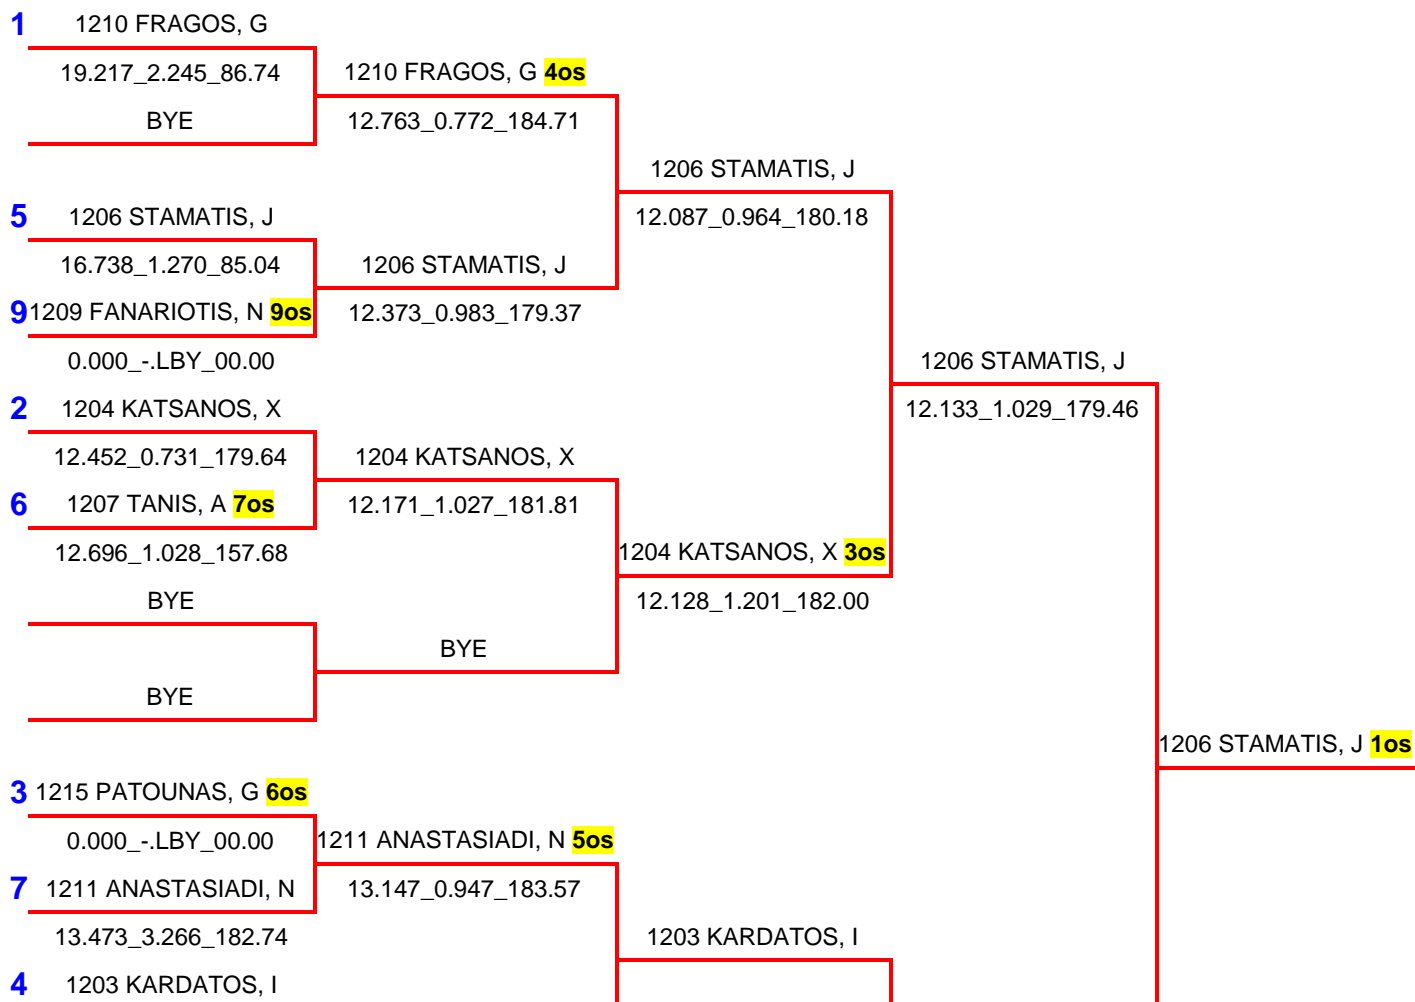 1 1210 FRAGOS, G
19.217_2.245_86.74
1210 FRAGOS, G 4os
BYE
12.763_0.772_184.71
1206 STAMATIS, J
5 1206 STAMATIS, J
12.087_0.964_180.18
16.738_1.270_85.04
1206 STAMATIS, J
9 1209 FANARIOTIS, N 9os
12.373_0.983_179.37
0.000_-.LBY_00.00
1206 STAMATIS, J
2 1204 KATSANOS, X
12.133_1.029_179.46
12.452_0.731_179.64
1204 KATSANOS, X
6 1207 TANIS, A 7os
12.171_1.027_181.81
12.696_1.028_157.68
1204 KATSANOS, X 3os
BYE
12.128_1.201_182.00
BYE
BYE
1206 STAMATIS, J 1os
3 1215 PATOUNAS, G 6os
0.000_-.LBY_00.00
1211 ANASTASIADI, N 5os
7 1211 ANASTASIADI, N
13.147_0.947_183.57
13.473_3.266_182.74
1203 KARDATOS, I
4 1203 KARDATOS, I